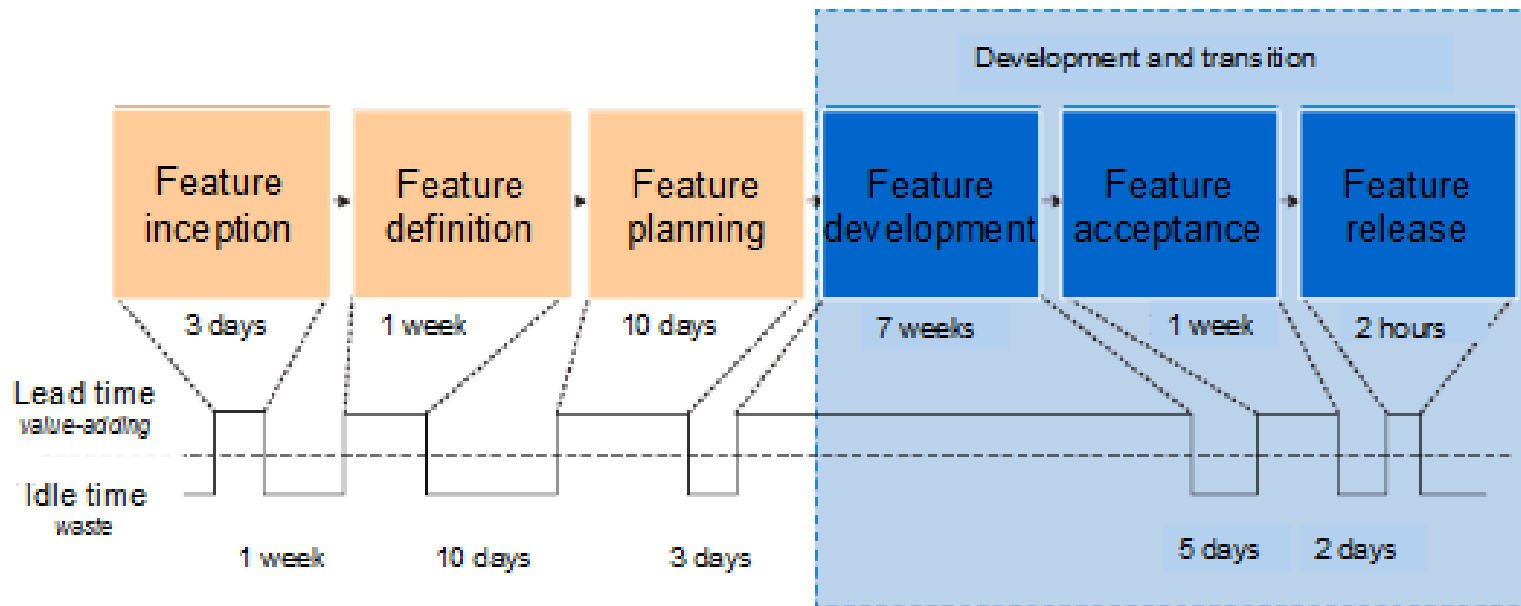 Development and transition
Feature
inception
Feature
definition
Feature
planning
Feature
development
Feature
acceptance
Feature
release
3 days
1 week
10 days
7 weeks
1 week
2 hours
Lead time
value-adding
Idle time
waste
1 week
10 days
3 days
5 days
2 days